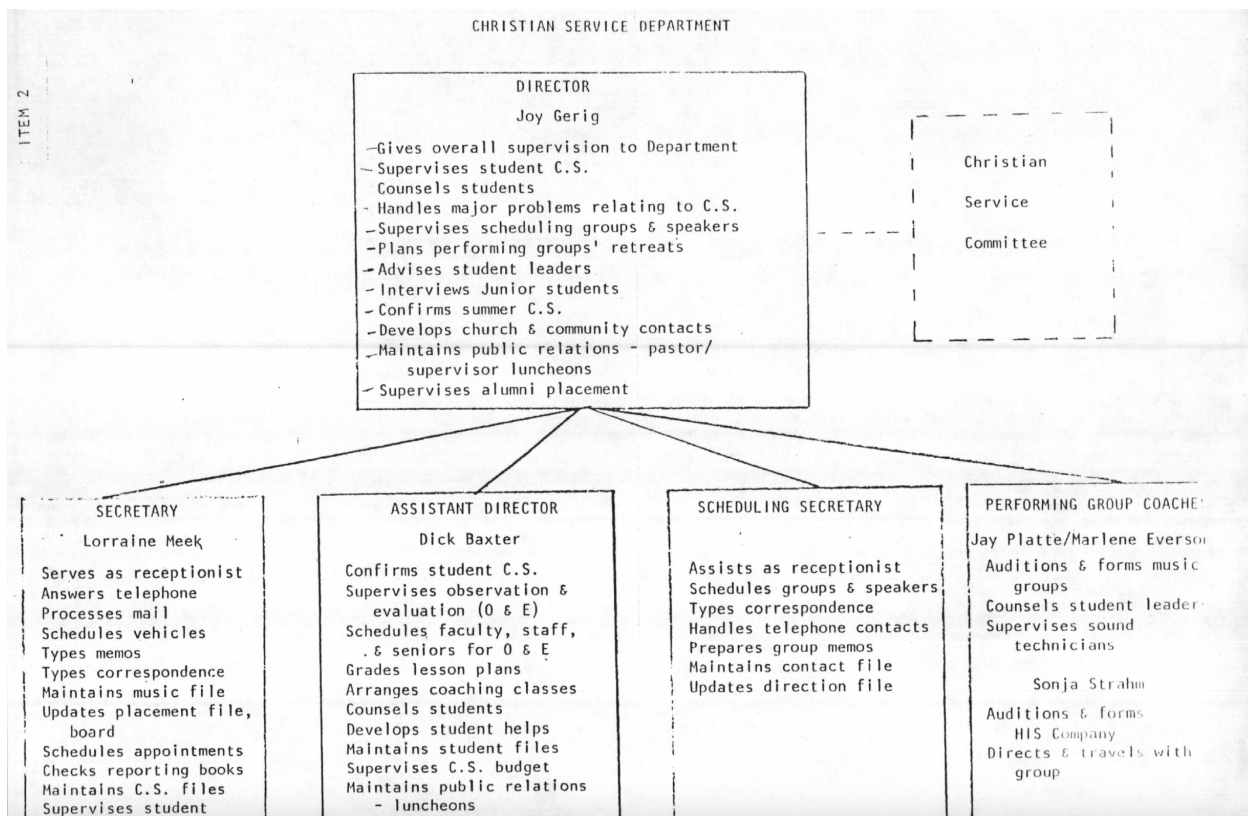 CHRISTIAN SERVICE DEPARTMENT
ITEM 2
DIRECTOR
Joy Gerig
-Gives overall supervision to Department
-Supervises student C.S.
Counsels students
-Handles major problems relating to C.S.
-Supervises scheduling groups & speakers
-Plans performing groups' retreats
-Advises student leaders
-Interviews Junior students
-Confirms summer C.S.
-Develops church & community contacts
-Maintains public relations - pastor/
supervisor luncheons
-Supervises alumni placement
Christian
Service
Committee
SECRETARY
Lorraine Meek
Serves as receptionist
Answers telephone
Processes mail
Schedules vehicles
Types memos
Types correspondence
Maintains music file
Updates placement file,
board
Schedules appointments
Checks reporting books
Maintains C.S. files
Supervises student
ASSISTANT DIRECTOR
Dick Baxter
Confirms student C.S.
Supervises observation &
evaluation (O & E)
Schedules faculty, staff,
& seniors for O & E
Grades lesson plans
Arranges coaching classes
Counsels students
Develops student helps
Maintains student files
Supervises C.S. budget
Maintains public relations
- luncheons
SCHEDULING SECRETARY
Assists as receptionist
Schedules groups & speakers
Types correspondence
Handles telephone contacts
Prepares group memos
Maintains contact file
Updates direction file
PERFORMING GROUP COACHES
Jay Platte/Marlene Everson
Auditions & forms music
groups
Counsels student leader
Supervises sound
technicians
Sonja Strahm
Auditions & forms
HIS Company
Directs & travels with
group